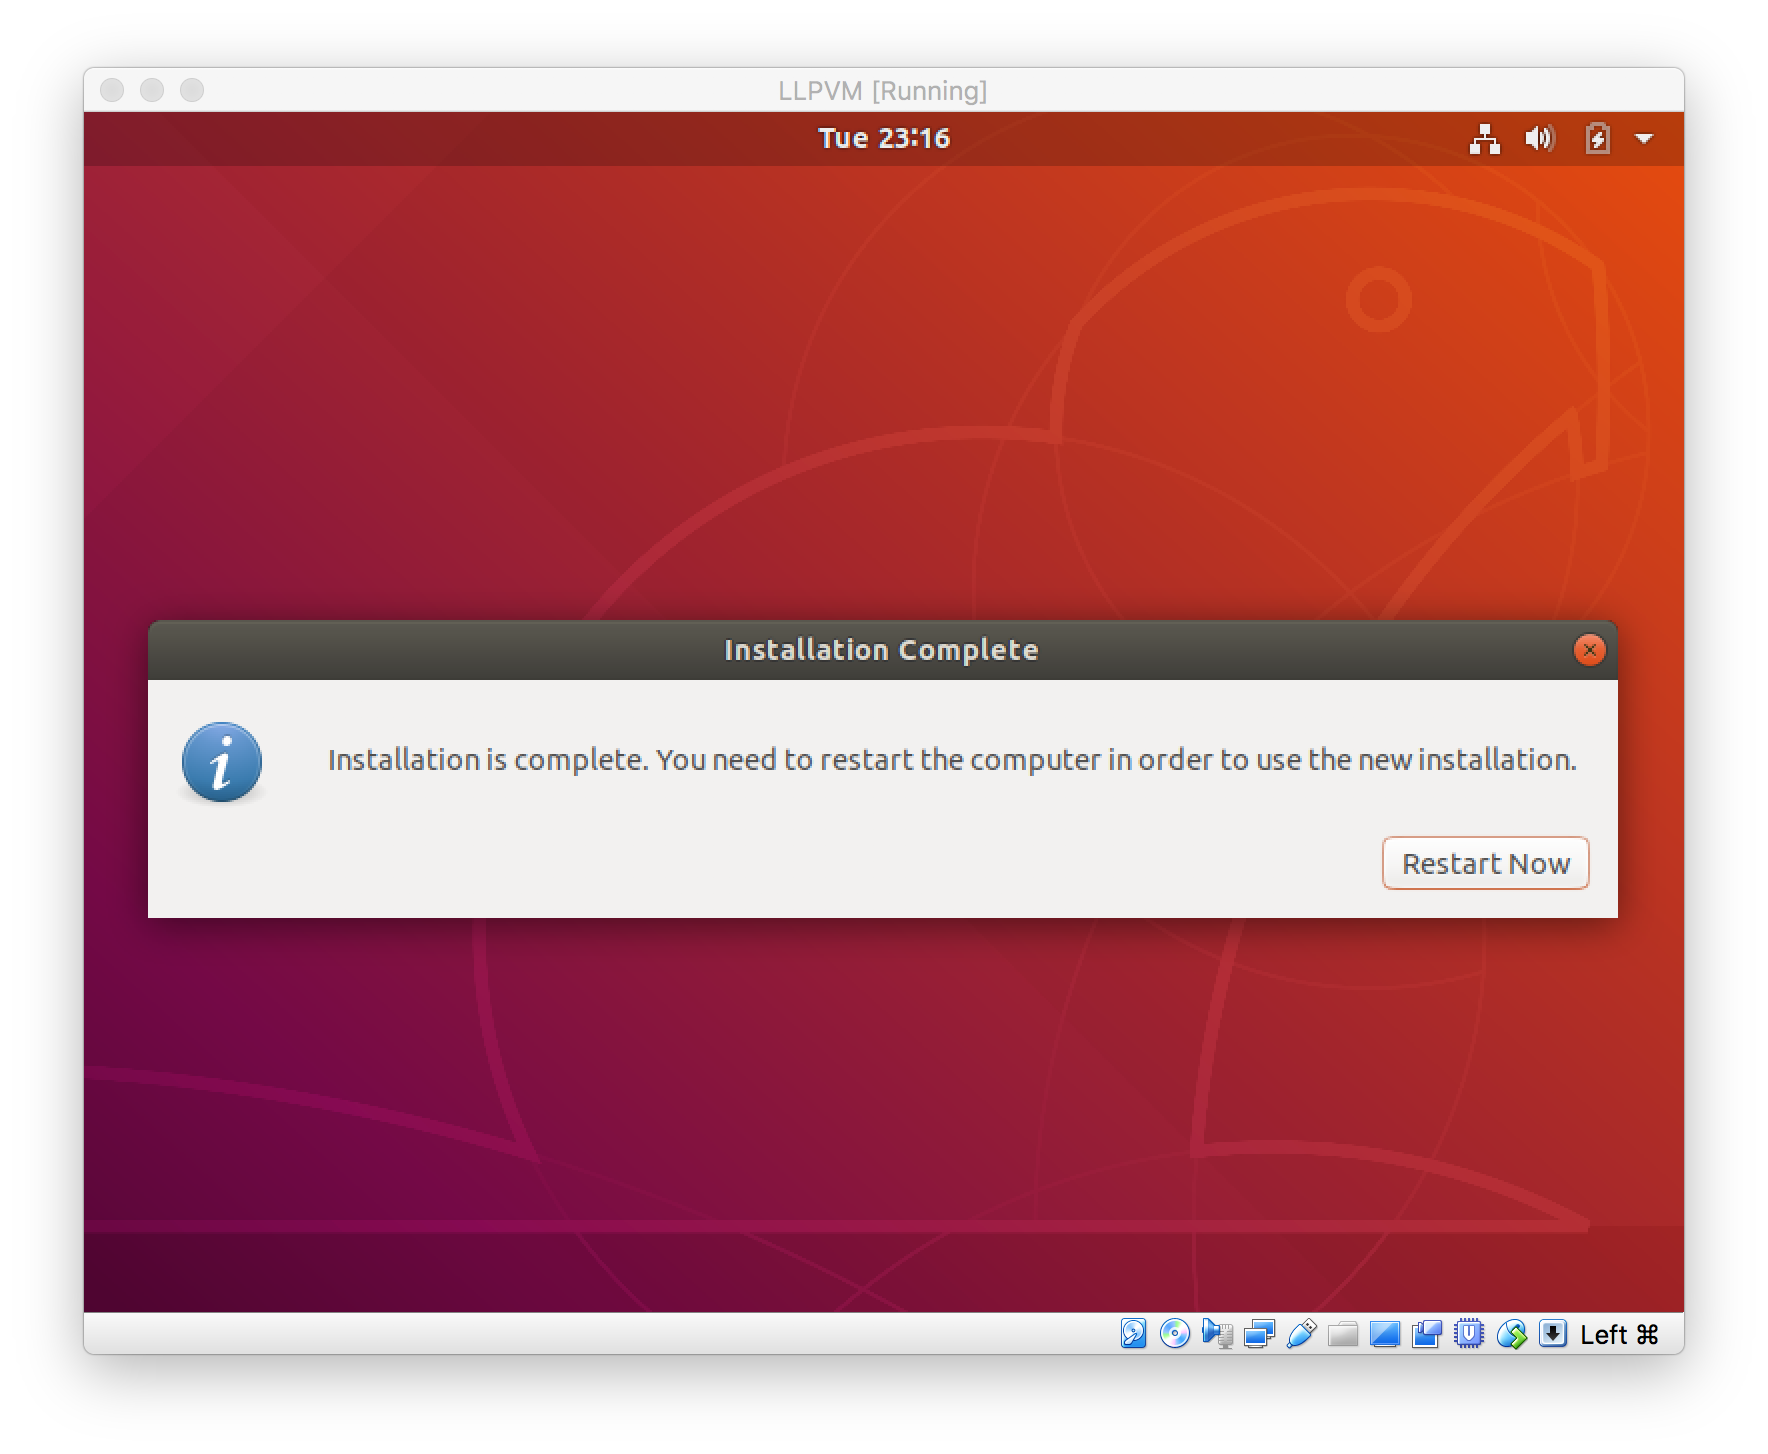 LLPVM [Running]
Tue 23:16
Installation Complete
Installation is complete. You need to restart the computer in order to use the new installation.
Restart Now
Left ⌘